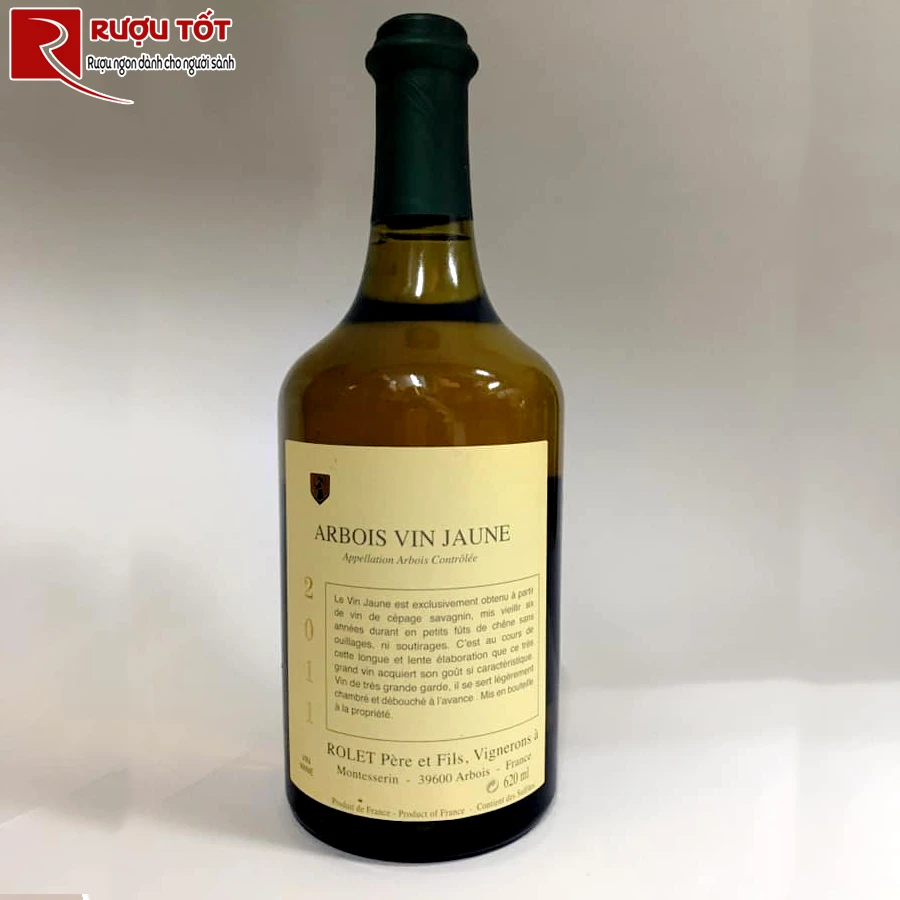 RƯỢU TỐT
Rượu ngon dành cho người sành
ARBOIS VIN JAUNE
Appellation Arbois Contrôlée
2011
Le Vin Jaune est exclusivement obtenu à partir
de vin de cépage savagnin, mis vieillir six
années durant en petits fûts de chêne sans
ouillages, ni soutirages. C'est au cours de
cette longue et lente élaboration que ce très
grand vin acquiert son goût si caractéristique.
Vin de très grande garde, il se sert légèrement
chambré et débouché à l'avance. Mis en bouteille
à la propriété.
ROLET Père et Fils, Vignerons à
Montesserin - 39600 Arbois - France
620 ml
Produit de France - Product of France - Contient des Sulfites